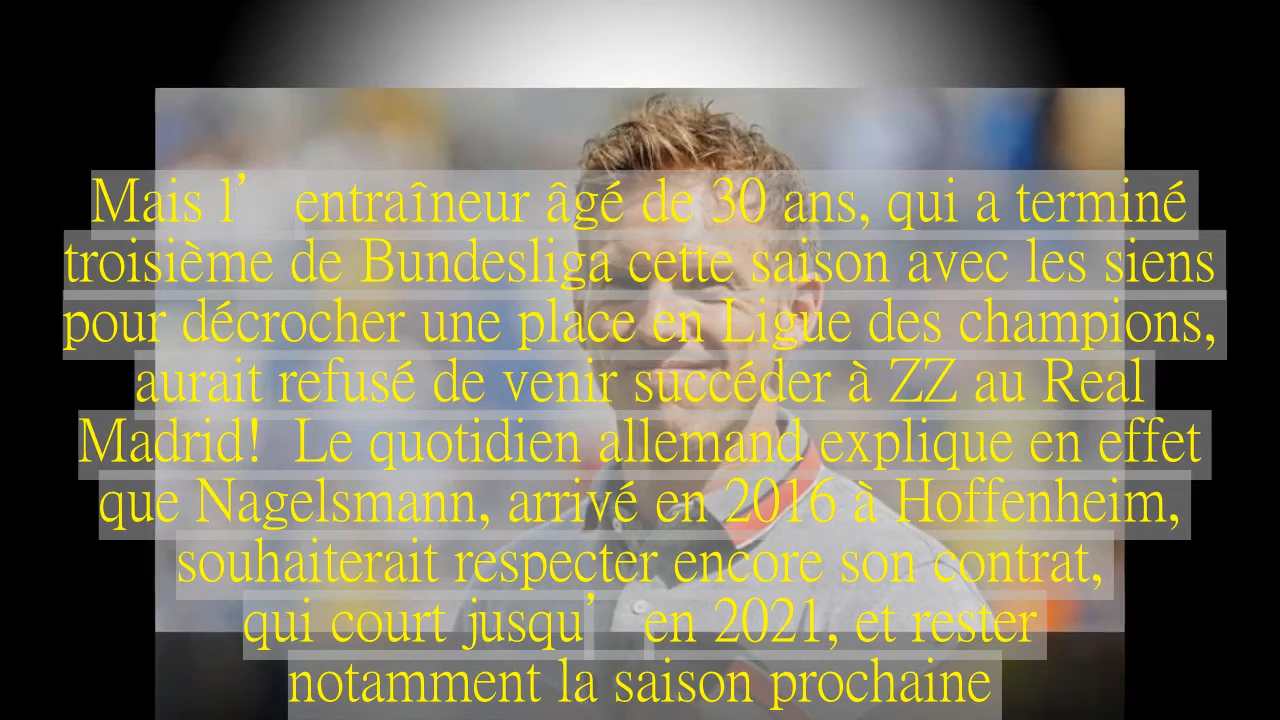 Mais l’ entraîneur âgé de 30 ans, qui a terminé
troisième de Bundesliga cette saison avec les siens
pour décrocher une place en Ligue des champions,
aurait refusé de venir succéder à ZZ au Real
Madrid! Le quotidien allemand explique en effet
que Nagelsmann, arrivé en 2016 à Hoffenheim,
souhaiterait respecter encore son contrat,
qui court jusqu’ en 2021, et rester
notamment la saison prochaine